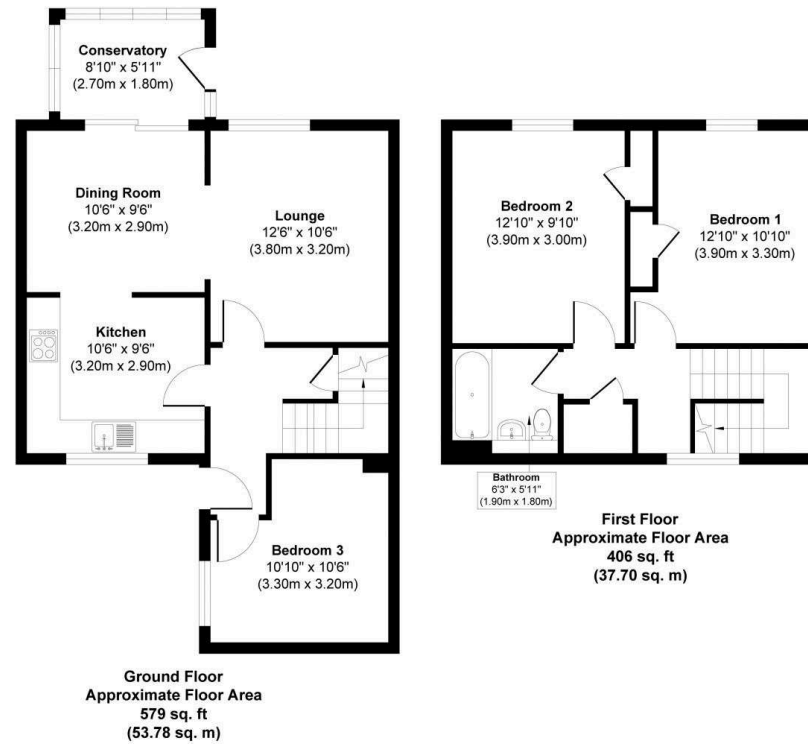 Conservatory
8'10" x 5'11"
(2.70m x 1.80m)
Dining Room
10'6" x 9'6"
(3.20m x 2.90m)
Lounge
12'6" x 10'6"
(3.80m x 3.20m)
Kitchen
10'6" x 9'6"
(3.20m x 2.90m)
Bedroom 3
10'10" x 10'6"
(3.30m x 3.20m)
Ground Floor
Approximate Floor Area
579 sq. ft
(53.78 sq. m)
Bedroom 2
12'10" x 9'10"
(3.90m x 3.00m)
Bedroom 1
12'10" x 10'10"
(3.90m x 3.30m)
Bathroom
6'3" x 5'11"
(1.90m x 1.80m)
First Floor
Approximate Floor Area
406 sq. ft
(37.70 sq. m)